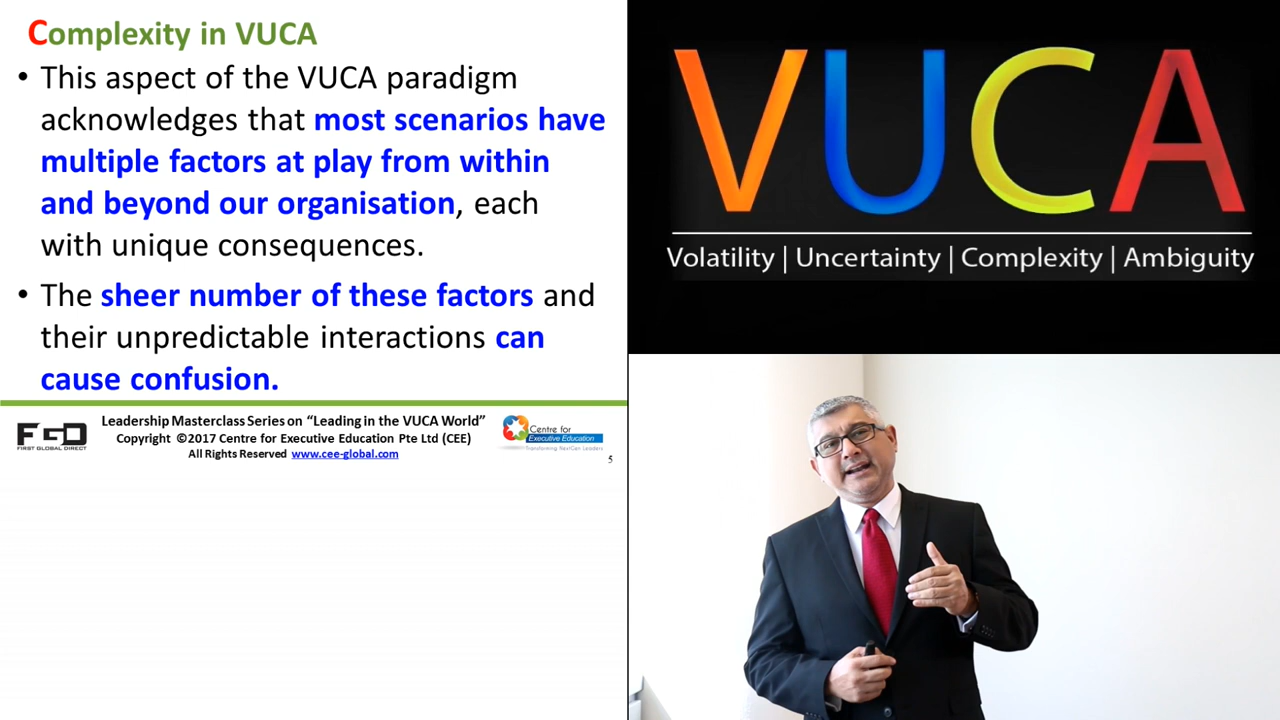 Complexity in VUCA
• This aspect of the VUCA paradigm
acknowledges that most scenarios have
multiple factors at play from within
and beyond our organisation, each
with unique consequences.
• The sheer number of these factors and
their unpredictable interactions can
cause confusion.
FGD
FIRST GLOBAL DIRECT
Leadership Masterclass Series on “Leading in the VUCA World”
Copyright ©2017 Centre for Executive Education Pte Ltd (CEE)
All Rights Reserved www.cee-global.com
Centre for
Executive Education
Transforming NextGen Leaders
5
VUCA
Volatility | Uncertainty | Complexity | Ambiguity